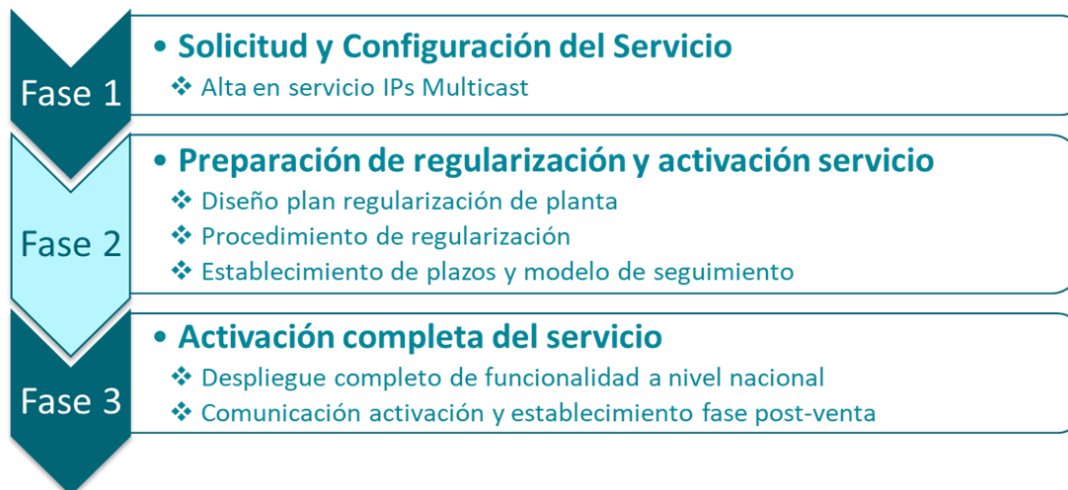 Fase 1
• Solicitud y Configuración del Servicio
❖ Alta en servicio IPs Multicast
Fase 2
• Preparación de regularización y activación servicio
❖ Diseño plan regularización de planta
❖ Procedimiento de regularización
❖ Establecimiento de plazos y modelo de seguimiento
Fase 3
• Activación completa del servicio
❖ Despliegue completo de funcionalidad a nivel nacional
❖ Comunicación activación y establecimiento fase post-venta